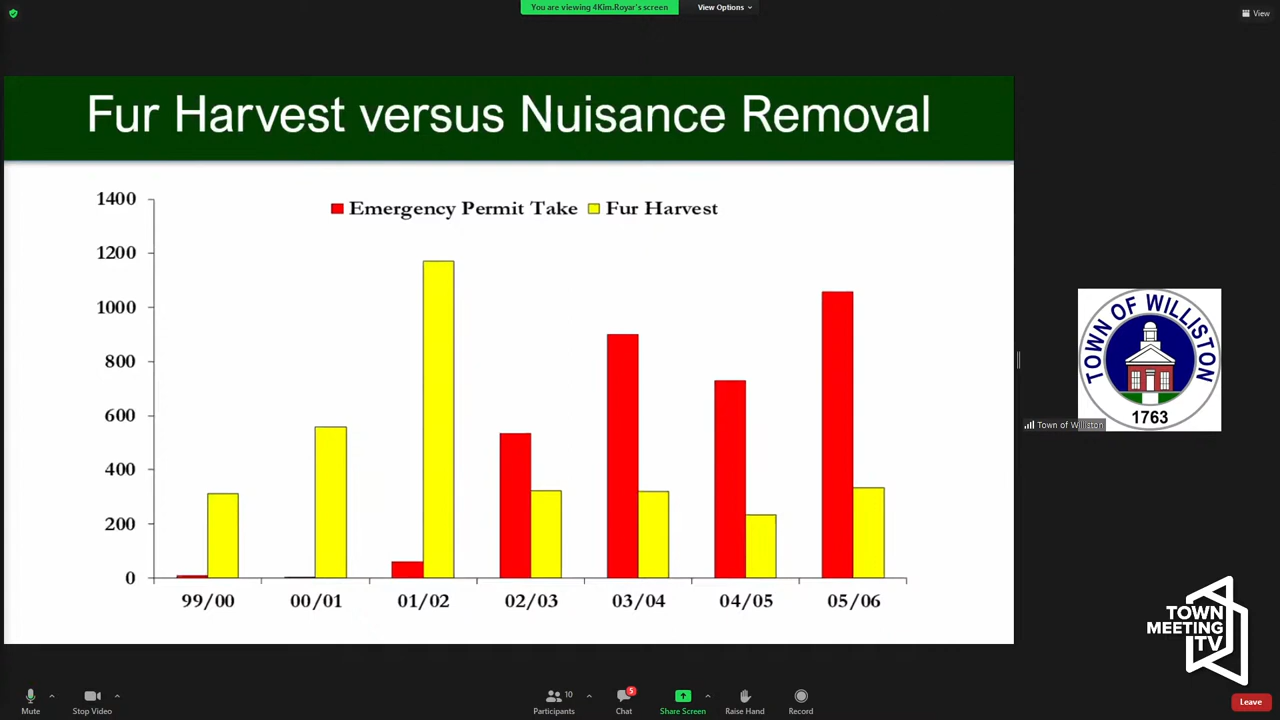 You are viewing 4Kim.Royar's screen
View Options
View
Fur Harvest versus Nuisance Removal
Emergency Permit Take
Fur Harvest
1400
1200
1000
800
600
400
200
0
99/00
00/01
01/02
02/03
03/04
04/05
05/06
TOWN OF WILLISTON
1763
Town of Williston
TOWN
MEETING
TV
Mute
Stop Video
Participants
10
Chat
5
Share Screen
Raise Hand
Record
Leave